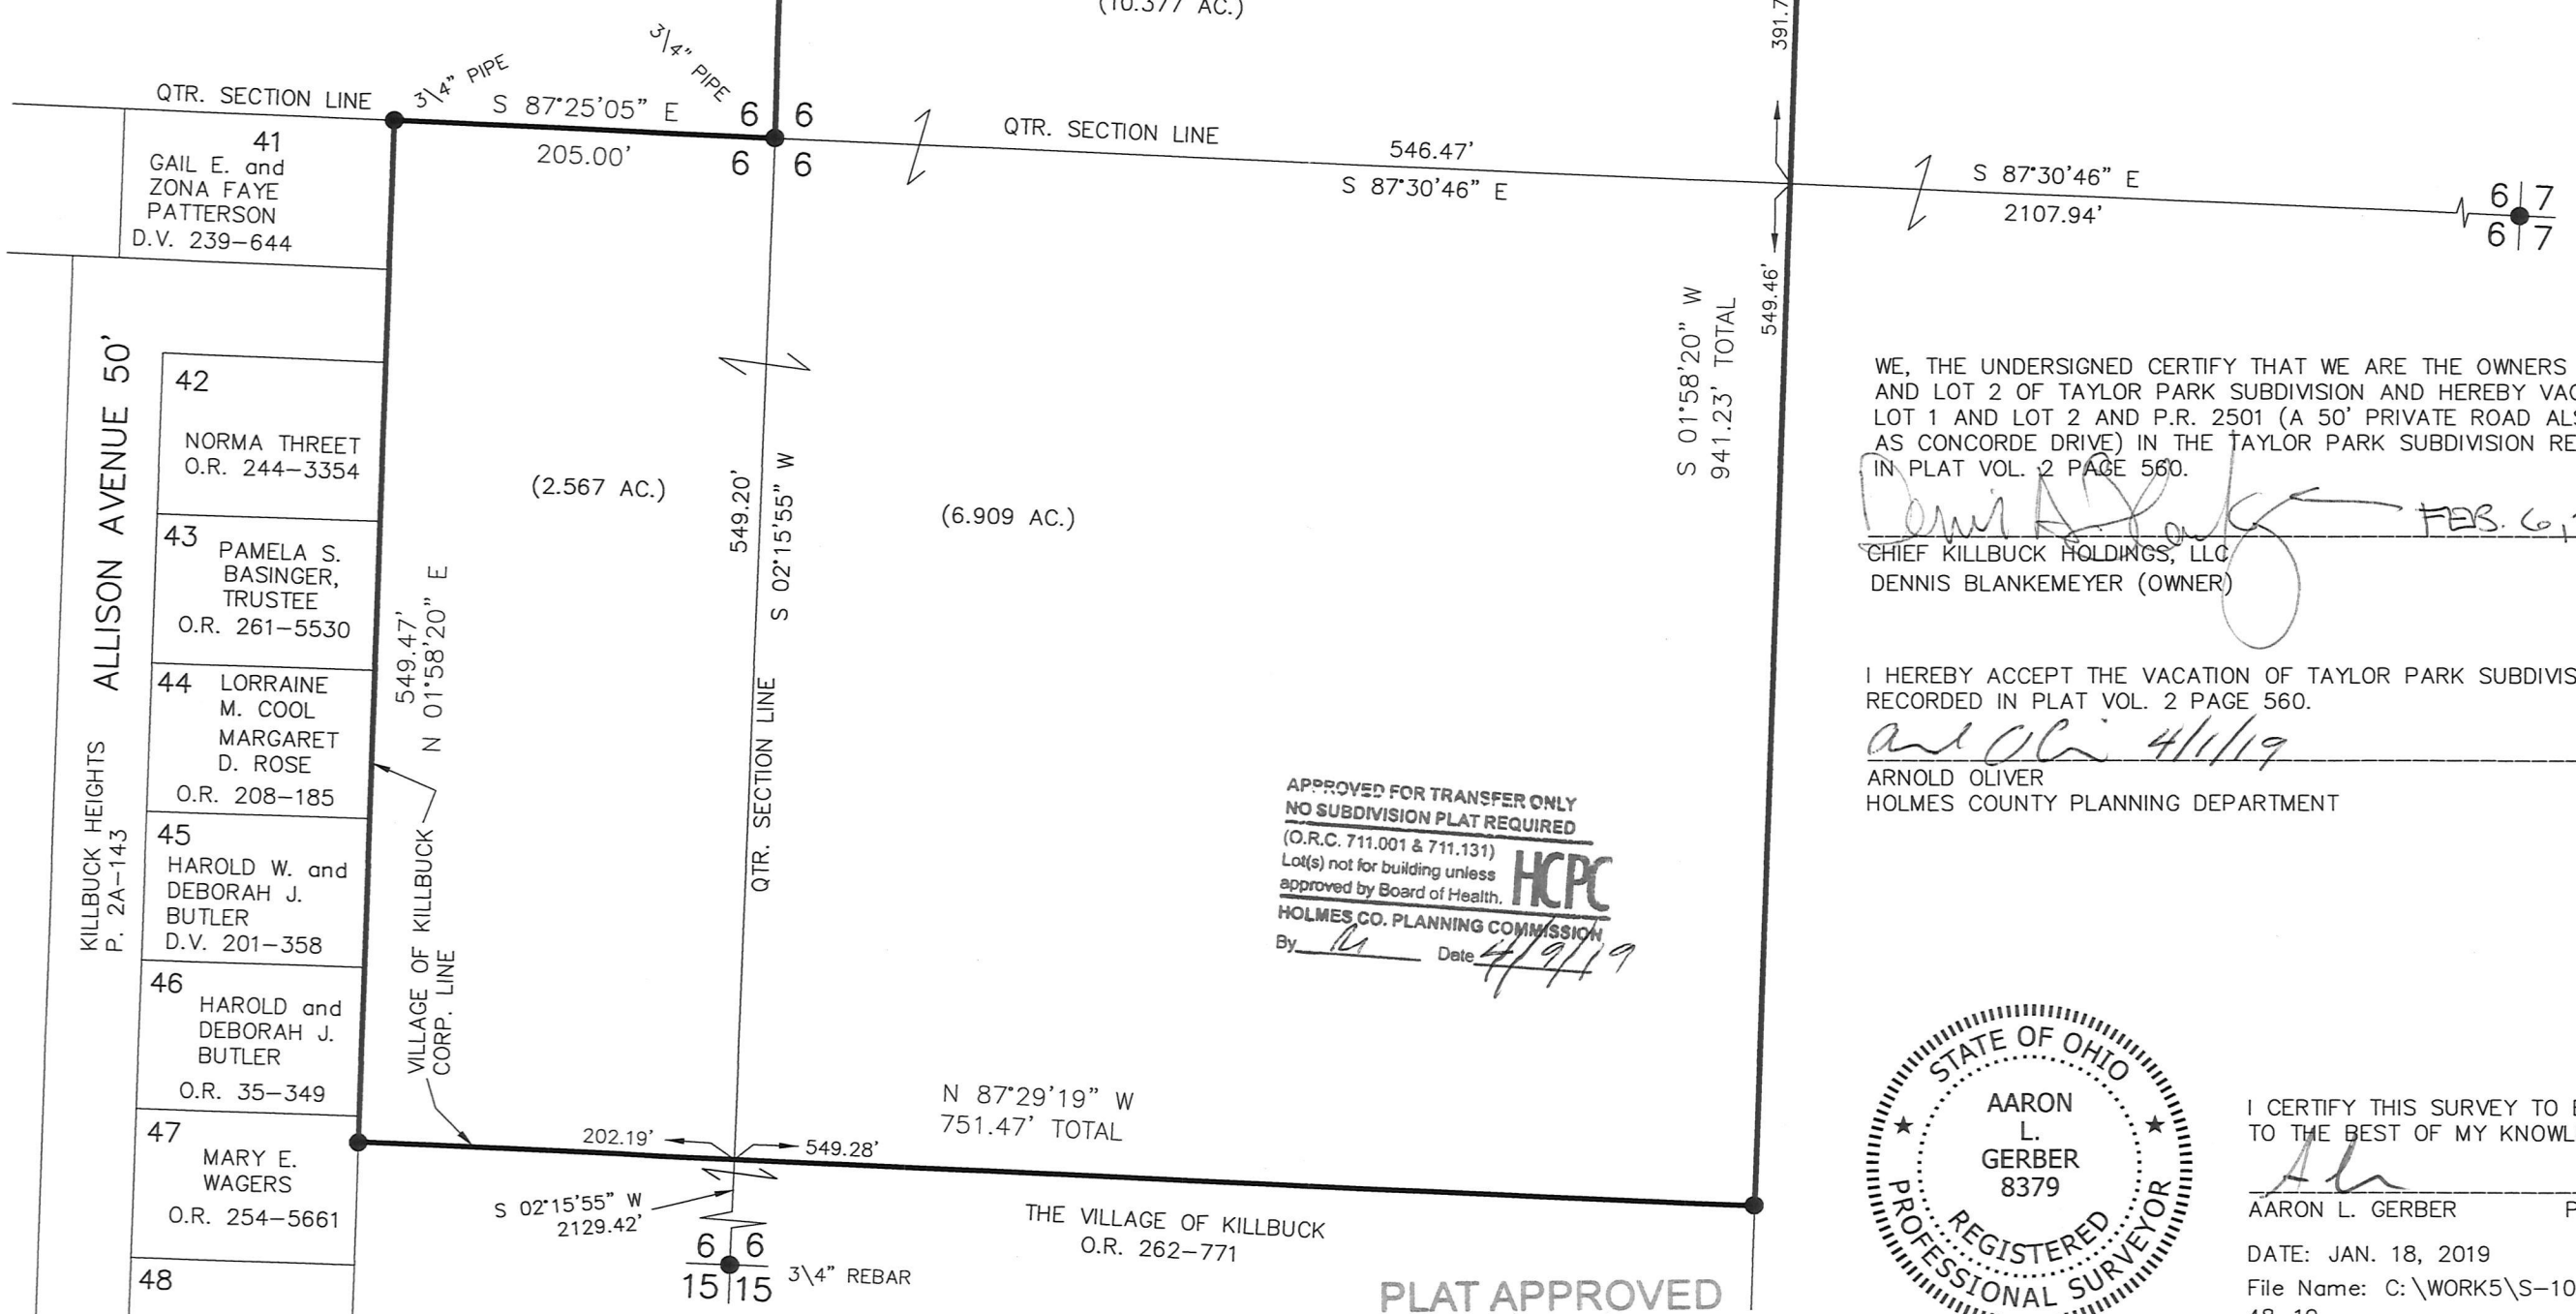 (10.377 AC.)
391.7
3\4" PIPE
3\4" PIPE
QTR. SECTION LINE
S 87°25'05" E
205.00'
6 6
6 6
QTR. SECTION LINE
546.47'
S 87°30'46" E
S 87°30'46" E
2107.94'
6 7
6 7
41
GAIL E. and
ZONA FAYE
PATTERSON
D.V. 239-644
ALLISON AVENUE 50'
KILLBUCK HEIGHTS
P. 2A-143
42
NORMA THREET
O.R. 244-3354
43
PAMELA S.
BASINGER,
TRUSTEE
O.R. 261-5530
44
LORRAINE
M. COOL
MARGARET
D. ROSE
O.R. 208-185
45
HAROLD W. and
DEBORAH J.
BUTLER
D.V. 201-358
46
HAROLD and
DEBORAH J.
BUTLER
O.R. 35-349
47
MARY E.
WAGERS
O.R. 254-5661
48
549.47'
N 01°58'20" E
VILLAGE OF KILLBUCK
CORP. LINE
(2.567 AC.)
549.20'
S 02°15'55" W
QTR. SECTION LINE
(6.909 AC.)
S 01°58'20" W
941.23' TOTAL
549.46'
APPROVED FOR TRANSFER ONLY
NO SUBDIVISION PLAT REQUIRED
(O.R.C. 711.001 & 711.131)
Lot(s) not for building unless
approved by Board of Health.
HCPC
HOLMES CO. PLANNING COMMISSION
By Date 4/9/19
N 87°29'19" W
751.47' TOTAL
202.19'
549.28'
S 02°15'55" W
2129.42'
6 6
15 15
3\4" REBAR
THE VILLAGE OF KILLBUCK
O.R. 262-771
PLAT APPROVED
WE, THE UNDERSIGNED CERTIFY THAT WE ARE THE OWNERS
AND LOT 2 OF TAYLOR PARK SUBDIVISION AND HEREBY VAC
LOT 1 AND LOT 2 AND P.R. 2501 (A 50' PRIVATE ROAD ALS
AS CONCORDE DRIVE) IN THE TAYLOR PARK SUBDIVISION RE
IN PLAT VOL. 2 PAGE 560.
FEB. 6,
CHIEF KILLBUCK HOLDINGS, LLC
DENNIS BLANKEMEYER (OWNER)
I HEREBY ACCEPT THE VACATION OF TAYLOR PARK SUBDIVIS
RECORDED IN PLAT VOL. 2 PAGE 560.
4/1/19
ARNOLD OLIVER
HOLMES COUNTY PLANNING DEPARTMENT
STATE OF OHIO
AARON
L.
GERBER
8379
REGISTERED
PROFESSIONAL SURVEYOR
I CERTIFY THIS SURVEY TO
TO THE BEST OF MY KNOWL
AARON L. GERBER P
DATE: JAN. 18, 2019
File Name: C:\WORK5\S-10